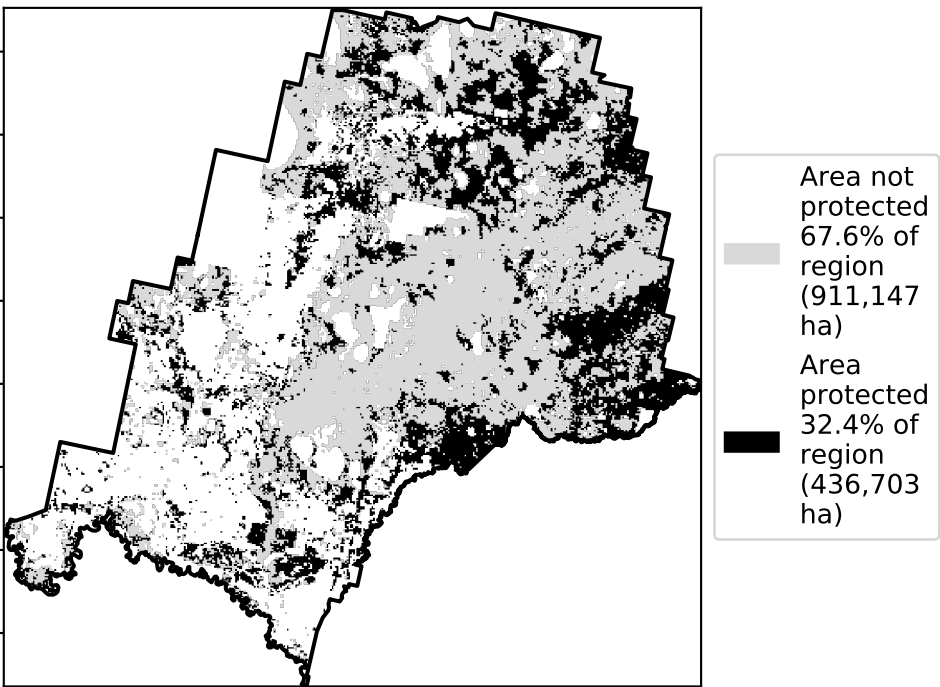 Area not
protected
67.6% of
region
(911,147
ha)
Area
protected
32.4% of
region
(436,703
ha)